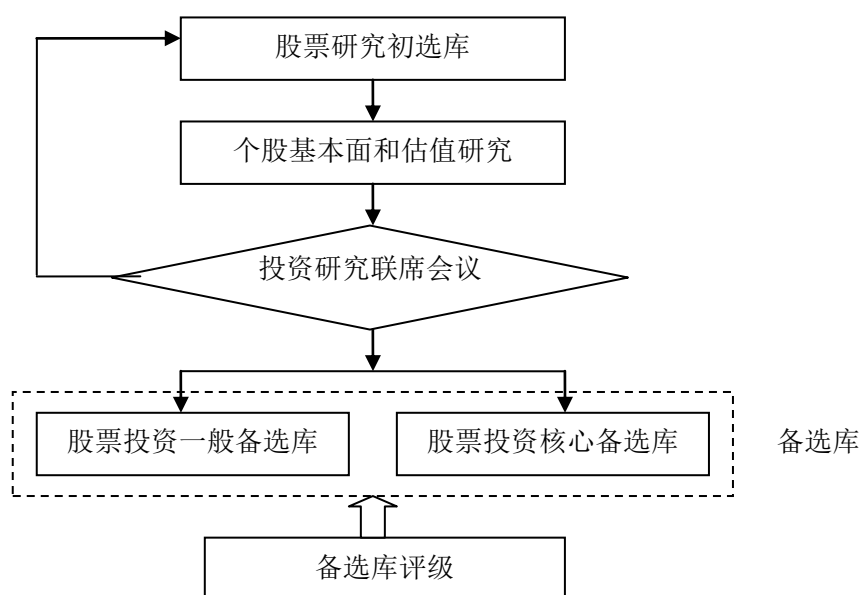 股票研究初选库
个股基本面和估值研究
投资研究联席会议
股票投资一般备选库
股票投资核心备选库
备选库
备选库评级